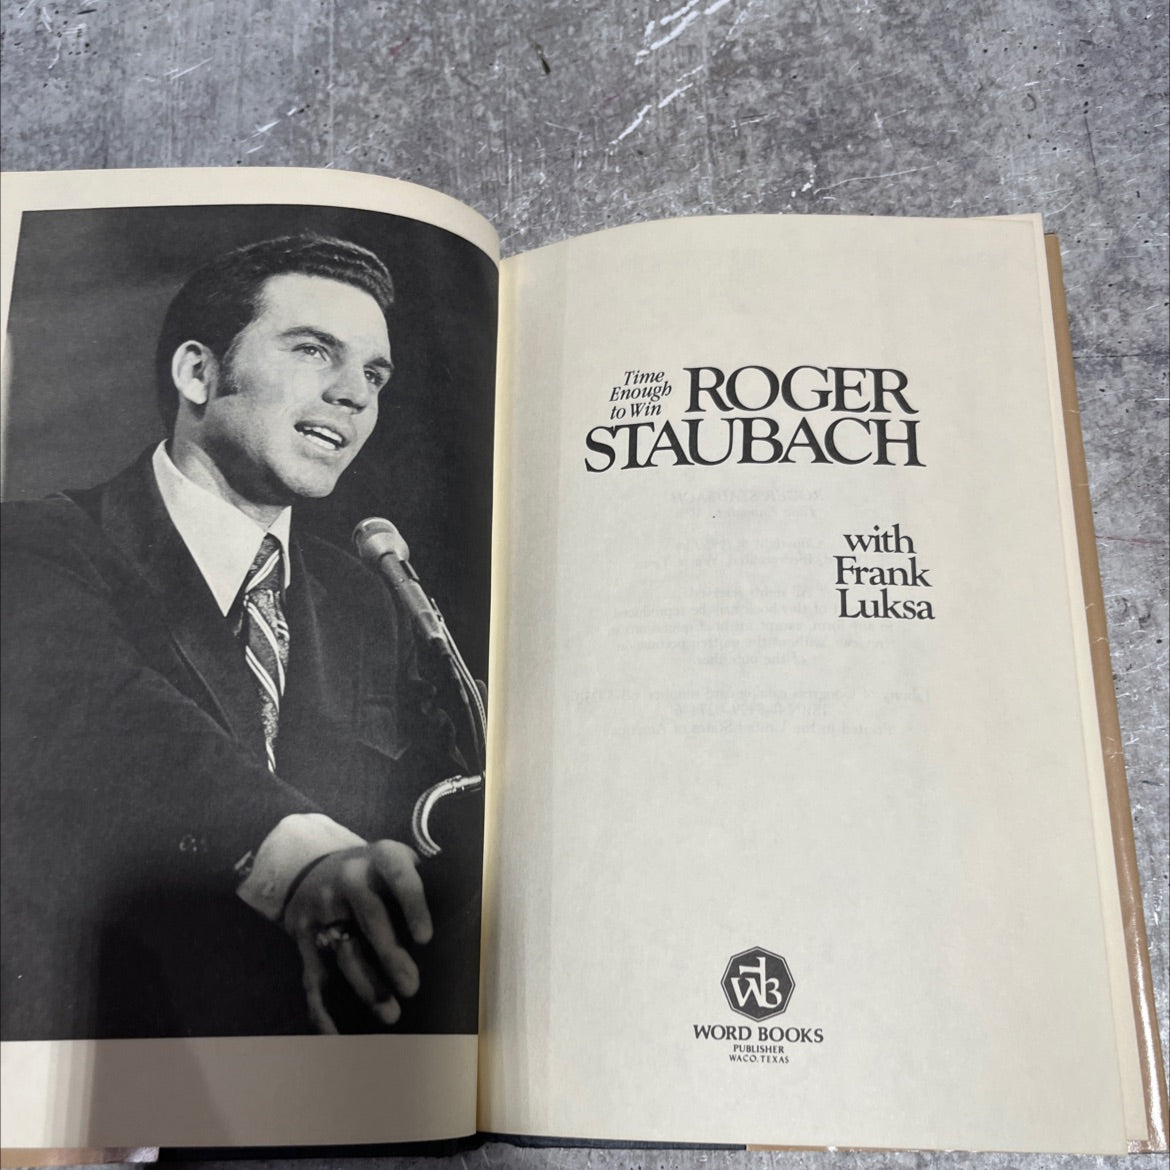 Time
Enough
to Win
ROGER
STAUBACH
with
Frank
Luksa
WB
WORD BOOKS
PUBLISHER
WACO, TEXAS